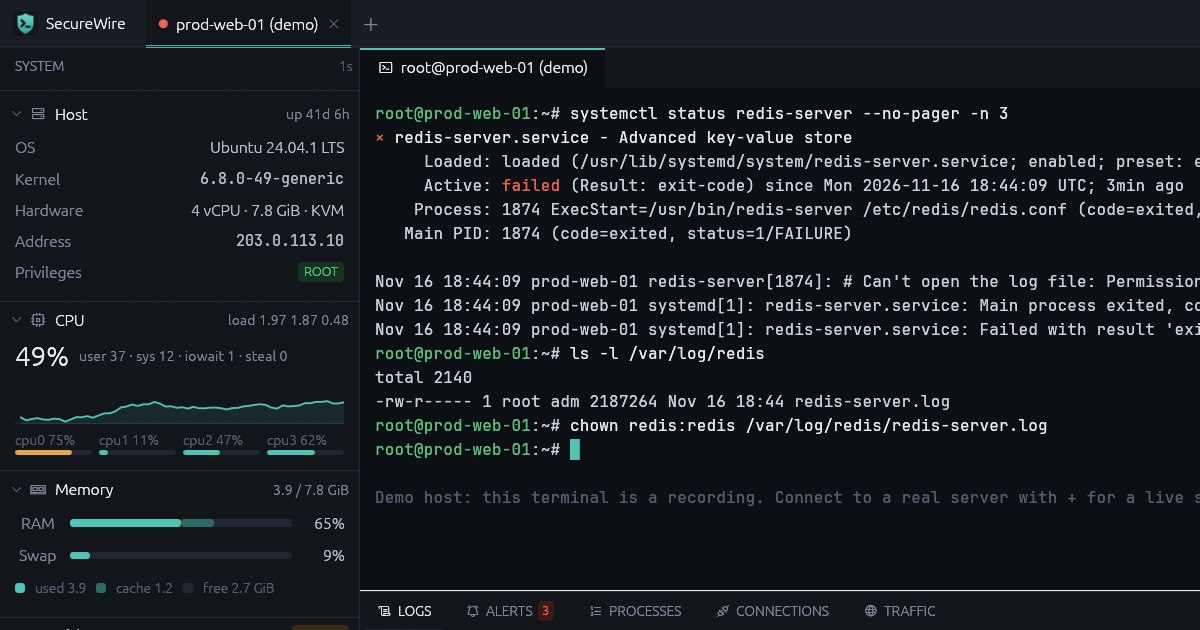 SecureWire
prod-web-01 (demo)
SYSTEM 1s
Host up 41d 6h
OS Ubuntu 24.04.1 LTS
Kernel 6.8.0-49-generic
Hardware 4 vCPU · 7.8 GiB · KVM
Address 203.0.113.10
Privileges ROOT
CPU load 1.97 1.87 0.48
49% user 37 · sys 12 · iowait 1 · steal 0
cpu0 75% cpu1 11% cpu2 47% cpu3 62%
Memory 3.9 / 7.8 GiB
RAM 65%
Swap 9%
used 3.9 cache 1.2 free 2.7 GiB
root@prod-web-01 (demo)
root@prod-web-01:~# systemctl status redis-server --no-pager -n 3
× redis-server.service - Advanced key-value store
Loaded: loaded (/usr/lib/systemd/system/redis-server.service; enabled; preset:
Active: failed (Result: exit-code) since Mon 2026-11-16 18:44:09 UTC; 3min ago
Process: 1874 ExecStart=/usr/bin/redis-server /etc/redis/redis.conf (code=exited,
Main PID: 1874 (code=exited, status=1/FAILURE)
Nov 16 18:44:09 prod-web-01 redis-server[1874]: # Can't open the log file: Permission
Nov 16 18:44:09 prod-web-01 systemd[1]: redis-server.service: Main process exited,
Nov 16 18:44:09 prod-web-01 systemd[1]: redis-server.service: Failed with result
root@prod-web-01:~# ls -l /var/log/redis
total 2140
-rw-r----- 1 root adm 2187264 Nov 16 18:44 redis-server.log
root@prod-web-01:~# chown redis:redis /var/log/redis/redis-server.log
root@prod-web-01:~#
Demo host: this terminal is a recording. Connect to a real server with + for a live
LOGS ALERTS 3 PROCESSES CONNECTIONS TRAFFIC